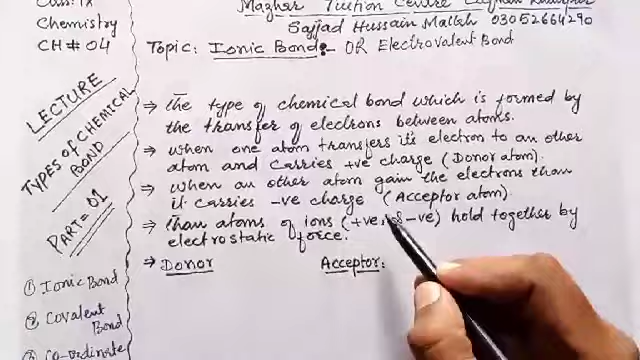 Class: IX
Chemistry
CH # 04
Mazhar Tuition Centre
Sajjad Hussain Mallah 03052664290
Topic: Ionic Bond:- OR Electrovalent Bond
LECTURE
TYPES OF CHEMICAL
BOND
PART = 01
① Ionic Bond
② Covalent
Bond
③ Co-ordinate
→ The type of chemical bond which is formed by
the transfer of electrons between atoms.
→ when one atom transfers it's electron to an other
atom and carries +ve charge (Donor atom).
→ when an other atom gain the electrons than
it carries -ve charge (Acceptor atom).
→ Than atoms of ions (+ve, & -ve) hold together by
electrostatic force.
→ Donor Acceptor: